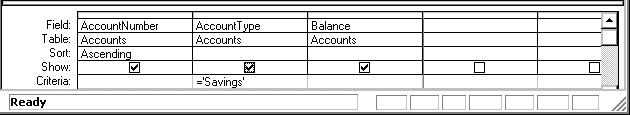 Field: AccountNumber AccountType Balance
Table: Accounts Accounts Accounts
Sort: Ascending
Show:
Criteria: ='Savings'
Ready